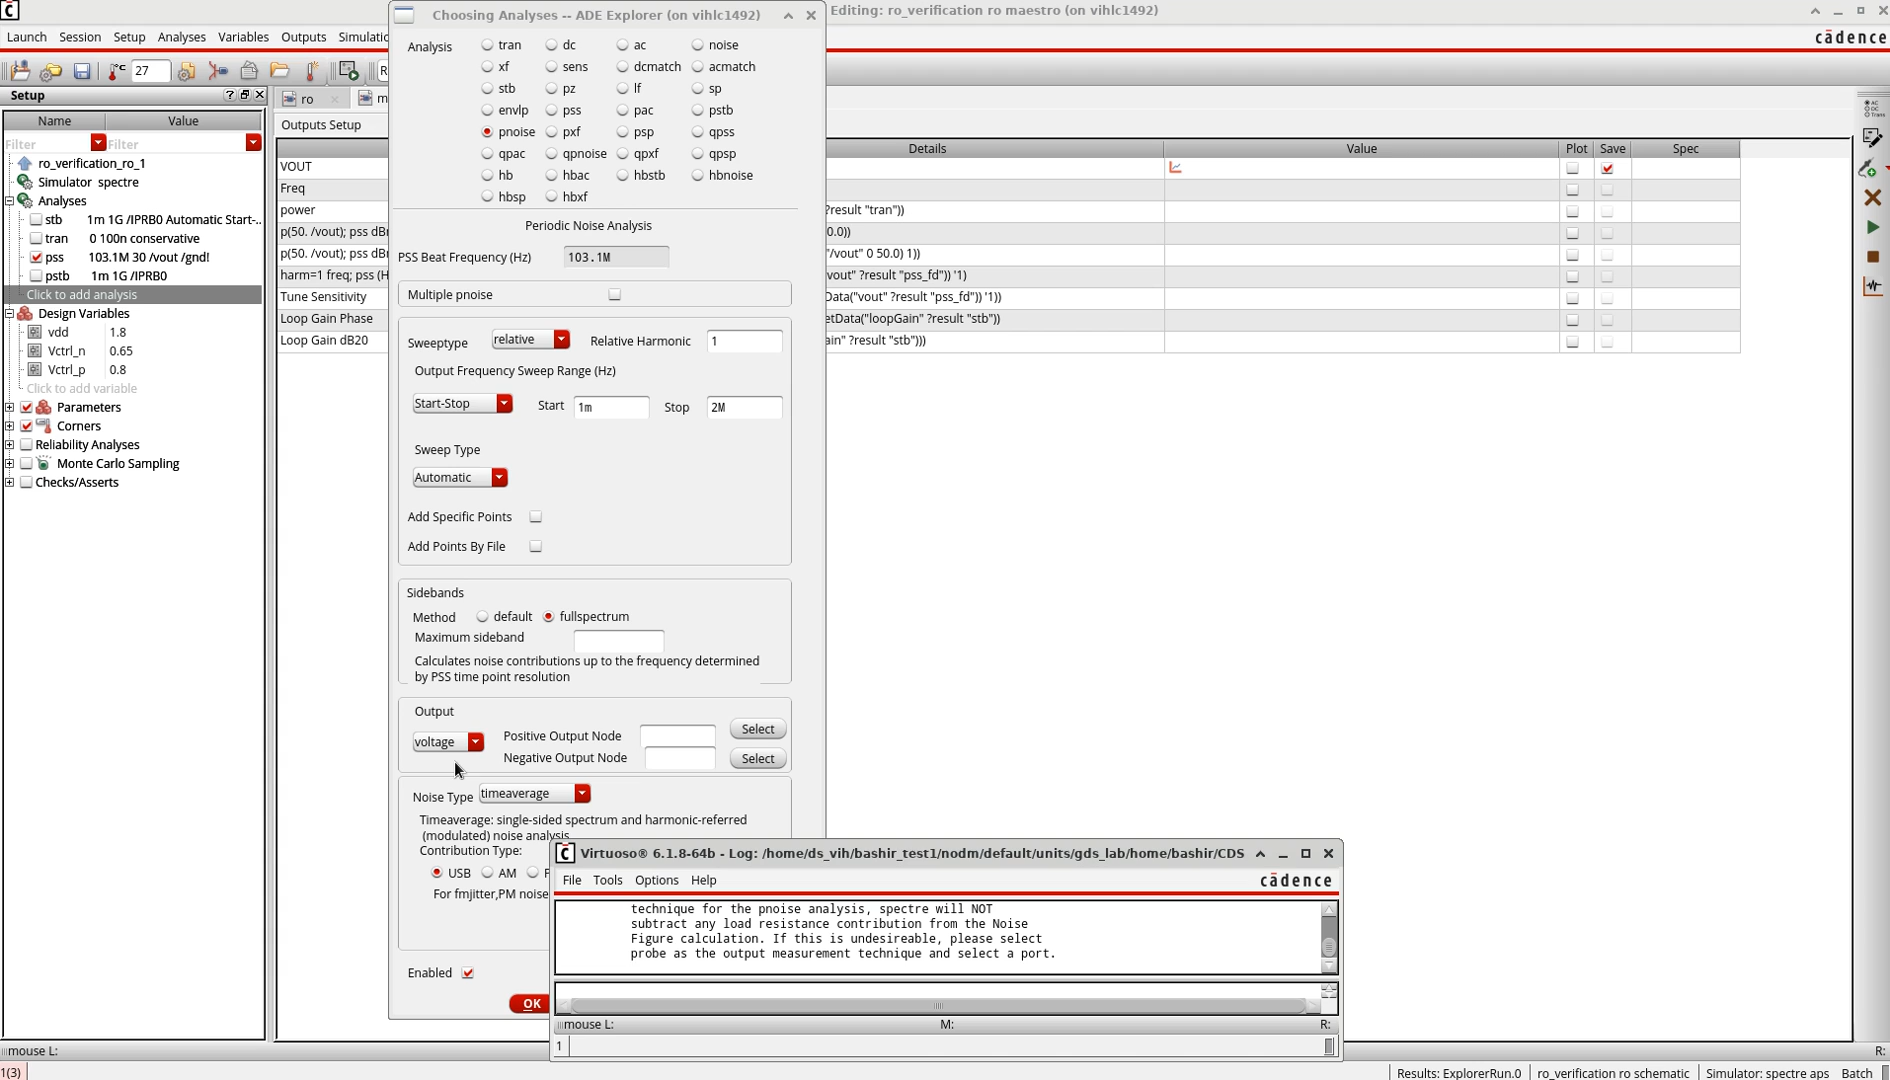 Choosing Analyses -- ADE Explorer (on vihlc1492)
Editing: ro_verification ro maestro (on vihlc1492)
Launch Session Setup Analyses Variables Outputs
cādence
27
R
Setup
Name Value
Filter Filter
ro_verification_ro_1
Simulator spectre
Analyses
stb 1m 1G /IPRB0 Automatic Start-..
tran 0 100n conservative
pss 103.1M 30 /vout /gnd!
pstb 1m 1G /IPRB0
Click to add analysis
Design Variables
vdd 1.8
Vctrl_n 0.65
Vctrl_p 0.8
Click to add variable
Parameters
Corners
Reliability Analyses
Monte Carlo Sampling
Checks/Asserts
mouse L:
1(3)
ro
Outputs Setup
VOUT
Freq
power
p(50. /vout); pss dB
p(50. /vout); pss dB
harm=1 freq; pss (H
Tune Sensitivity
Loop Gain Phase
Loop Gain dB20
Analysis
tran dc ac noise
xf sens dcmatch acmatch
stb pz lf sp
envlp pss pac pstb
pnoise pxf psp qpss
qpac qpnoise qpxf qpsp
hb hbac hbstb hbnoise
hbsp hbxf
Periodic Noise Analysis
PSS Beat Frequency (Hz) 103.1M
Multiple pnoise
Sweeptype relative Relative Harmonic 1
Output Frequency Sweep Range (Hz)
Start-Stop Start 1m Stop 2M
Sweep Type
Automatic
Add Specific Points
Add Points By File
Sidebands
Method default fullspectrum
Maximum sideband
Calculates noise contributions up to the frequency determined
by PSS time point resolution
Output
voltage Positive Output Node Select
Negative Output Node Select
Noise Type timeaverage
Timeaverage: single-sided spectrum and harmonic-referred
(modulated) noise analysis
Contribution Type:
USB AM
For fmjitter,PM noise
Enabled
OK
Details Value Plot Save Spec
?result "tran"))
0.0))
"/vout" 0 50.0) 1))
vout" ?result "pss_fd")) '1)
Data("vout" ?result "pss_fd")) '1))
etData("loopGain" ?result "stb"))
ain" ?result "stb")))
Virtuoso® 6.1.8-64b - Log: /home/ds_vih/bashir_test1/nodm/default/units/gds_lab/home/bashir/CDS
File Tools Options Help
cādence
technique for the pnoise analysis, spectre will NOT
subtract any load resistance contribution from the Noise
Figure calculation. If this is undesireable, please select
probe as the output measurement technique and select a port.
mouse L: M: R:
1
R:
Results: ExplorerRun.0 ro_verification ro schematic Simulator: spectre aps Batch